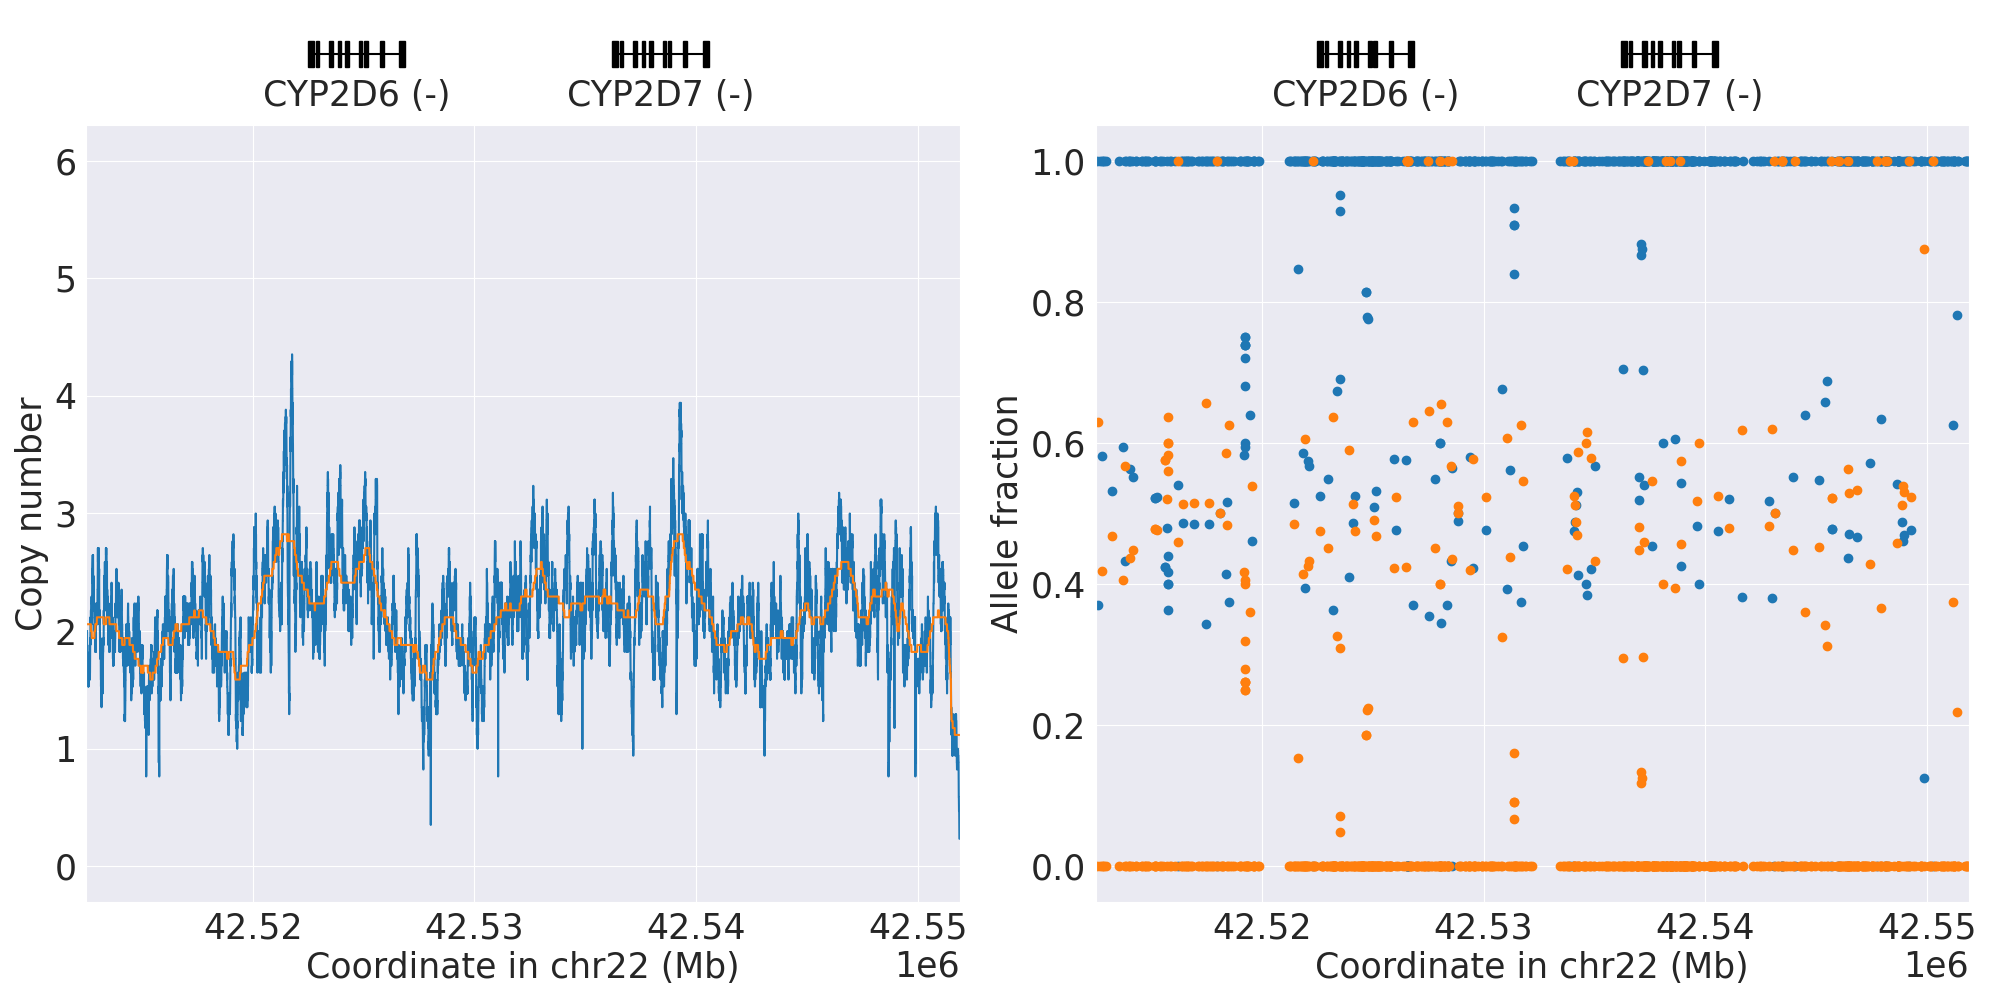 CYP2D6 (-) CYP2D7 (-)
Copy number
6
5
4
3
2
1
0
42.52 42.53 42.54 42.55
Coordinate in chr22 (Mb) 1e6
CYP2D6 (-) CYP2D7 (-)
Allele fraction
1.0
0.8
0.6
0.4
0.2
0.0
42.52 42.53 42.54 42.55
Coordinate in chr22 (Mb) 1e6